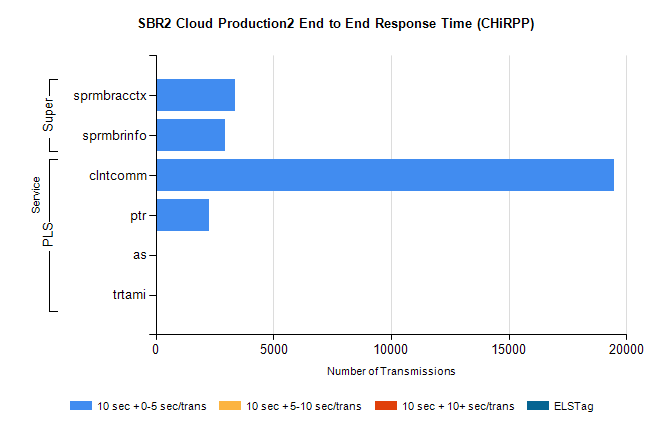 SBR2 Cloud Production2 End to End Response Time (CHiRPP)
Super
sprmbracctx
sprmbrinfo
Service
PLS
clntcomm
ptr
as
trtami
0 5000 10000 15000 20000
Number of Transmissions
10 sec +0-5 sec/trans 10 sec +5-10 sec/trans 10 sec + 10+ sec/trans ELSTag